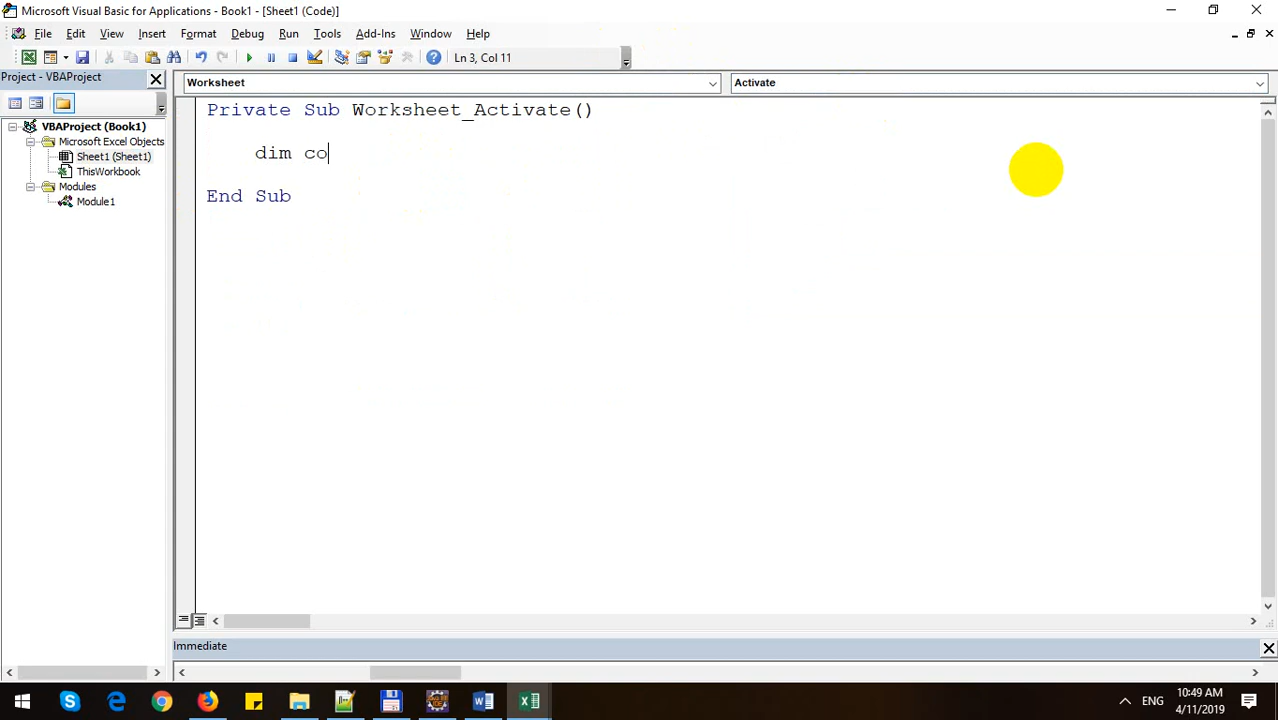 Microsoft Visual Basic for Applications - Book1 - [Sheet1 (Code)]
File Edit View Insert Format Debug Run Tools Add-Ins Window Help
Ln 3, Col 11
Project - VBAProject
Worksheet
Activate
VBAProject (Book1)
Microsoft Excel Objects
Sheet1 (Sheet1)
ThisWorkbook
Modules
Module1
Private Sub Worksheet_Activate()
dim co
End Sub
Immediate
ENG
10:49 AM
4/11/2019